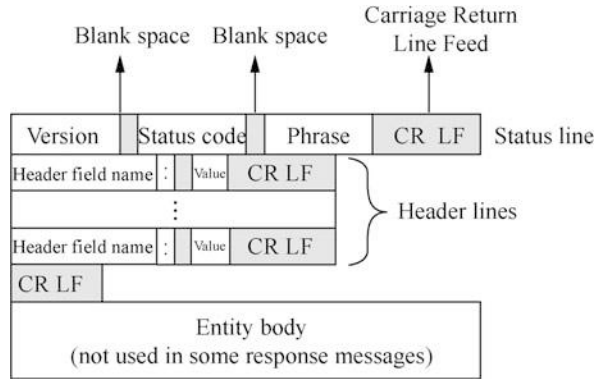 Carriage Return
Line Feed
Blank space Blank space
Version Status code Phrase CR LF Status line
Header field name : Value CR LF
⋮
Header lines
Header field name : Value CR LF
CR LF
Entity body
(not used in some response messages)